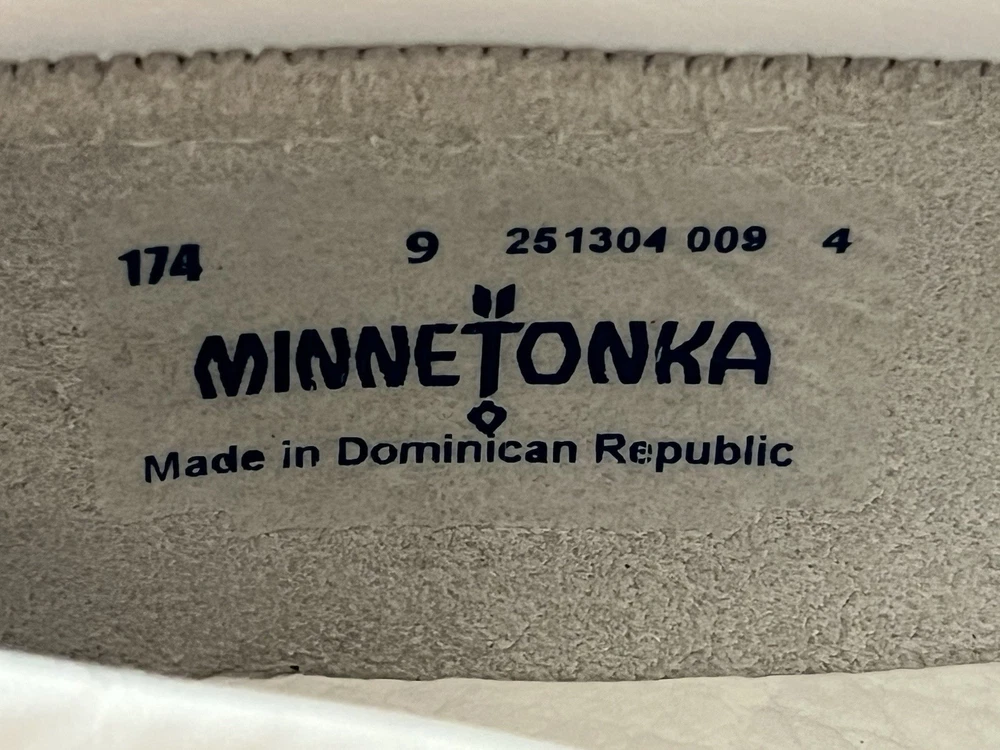 174 9 251304 009 4
MINNETONKA
Made in Dominican Republic